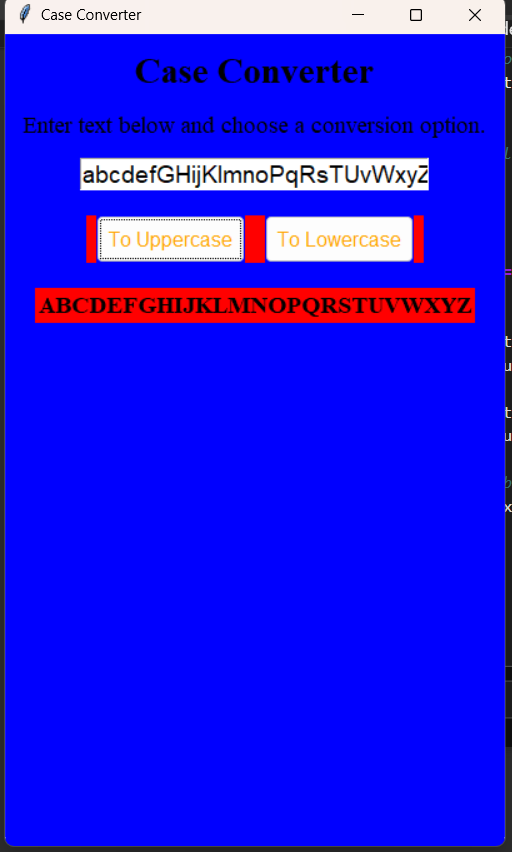 Case Converter
Case Converter
Enter text below and choose a conversion option.
abcdefGHijKlmnoPqRsTUvWxyZ
To Uppercase To Lowercase
ABCDEFGHIJKLMNOPQRSTUVWXYZ